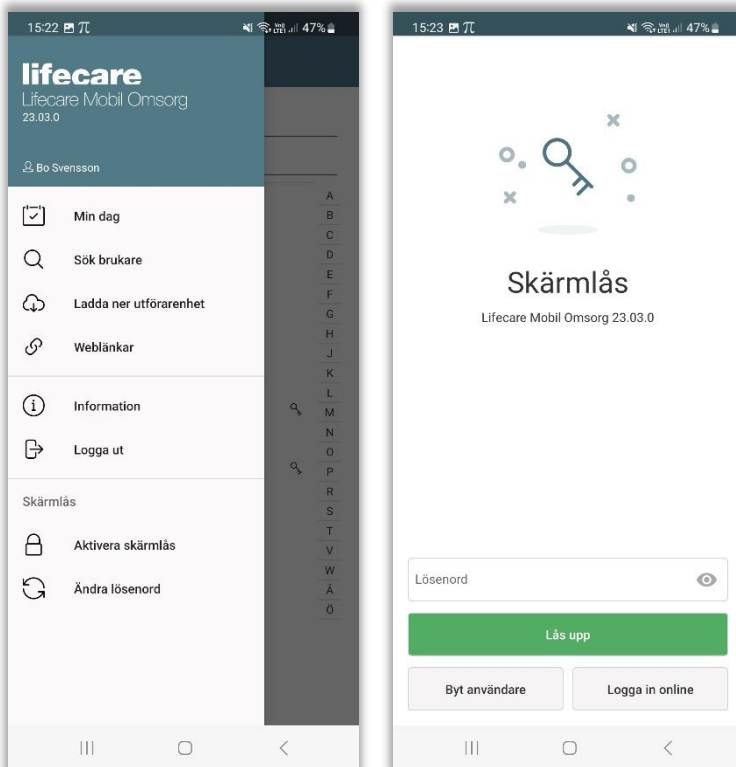 15:22 π 47%
lifecare
Lifecare Mobil Omsorg
23.03.0
Bo Svensson
Min dag
Sök brukare
Ladda ner utförarenhet
Weblänkar
Information
Logga ut
Skärmlås
Aktivera skärmlås
Ändra lösenord
A
B
C
D
E
F
G
H
J
K
L
M
N
O
P
R
S
T
V
W
Å
Ö
15:23 π 47%
Skärmlås
Lifecare Mobil Omsorg 23.03.0
Lösenord
Lås upp
Byt användare
Logga in online